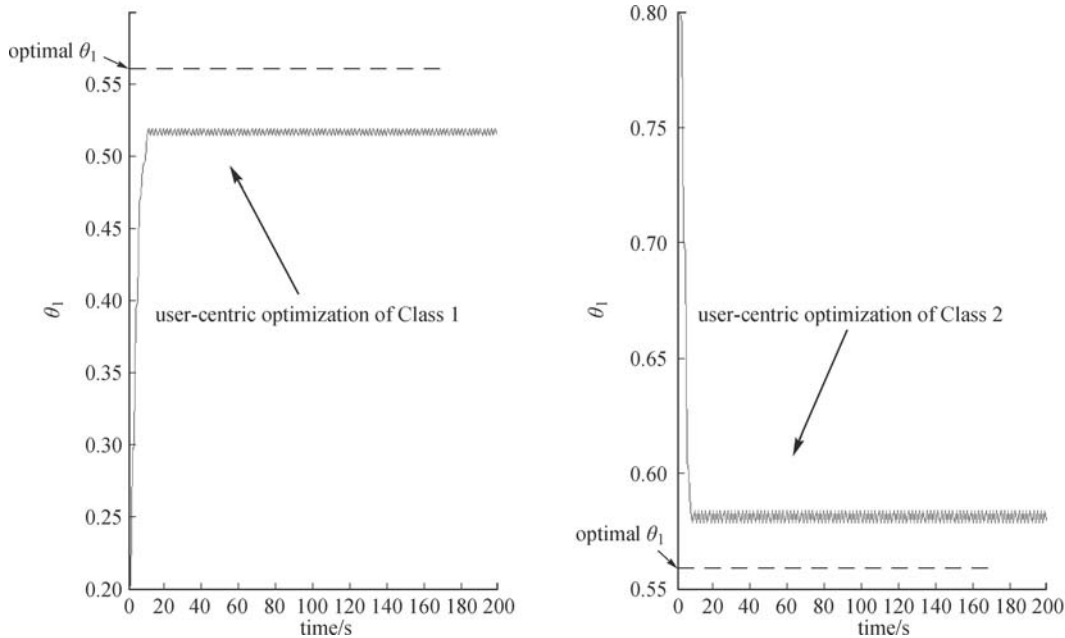 optimal θ1
0.55
0.50
0.45
0.40
0.35
0.30
0.25
0.20
θ1
user-centric optimization of Class 1
0 20 40 60 80 100 120 140 160 180 200
time/s
0.80
0.75
0.70
0.65
0.60
0.55
θ1
user-centric optimization of Class 2
optimal θ1
0 20 40 60 80 100 120 140 160 180 200
time/s